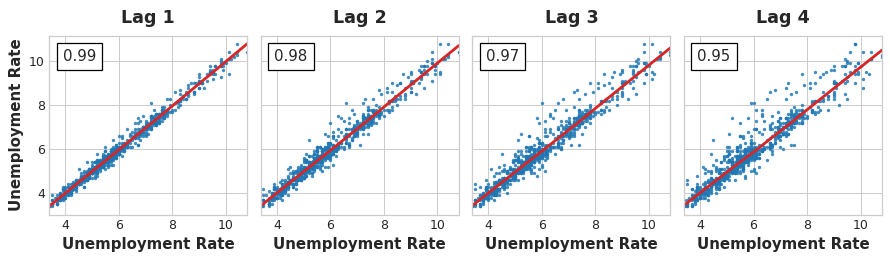 Lag 1 Lag 2 Lag 3 Lag 4
0.99 0.98 0.97 0.95
Unemployment Rate
10
8
6
4
4 6 8 10 4 6 8 10 4 6 8 10 4 6 8 10
Unemployment Rate Unemployment Rate Unemployment Rate Unemployment Rate